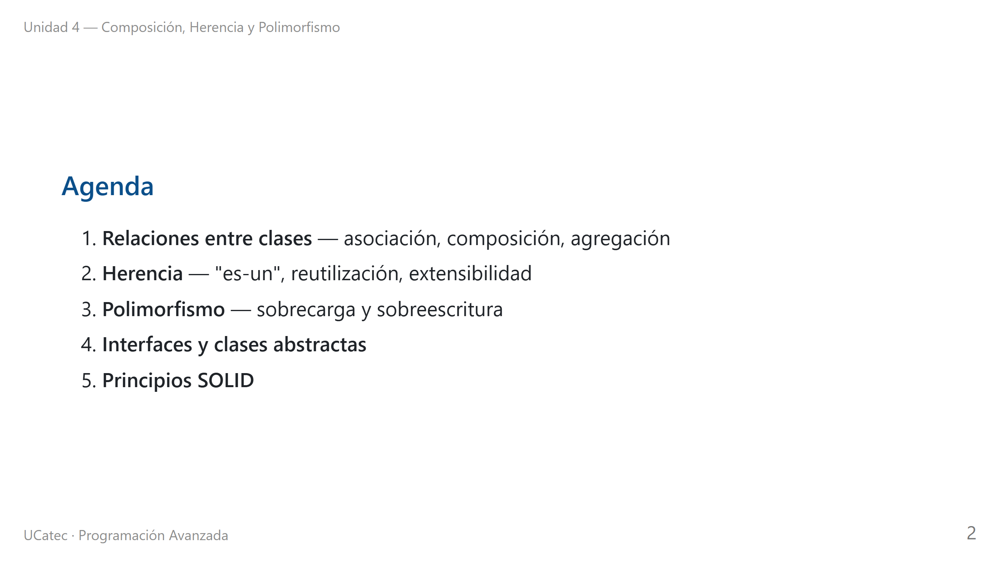 Unidad 4 — Composición, Herencia y Polimorfismo
Agenda
1. Relaciones entre clases — asociación, composición, agregación
2. Herencia — "es-un", reutilización, extensibilidad
3. Polimorfismo — sobrecarga y sobreescritura
4. Interfaces y clases abstractas
5. Principios SOLID
UCatec · Programación Avanzada
2